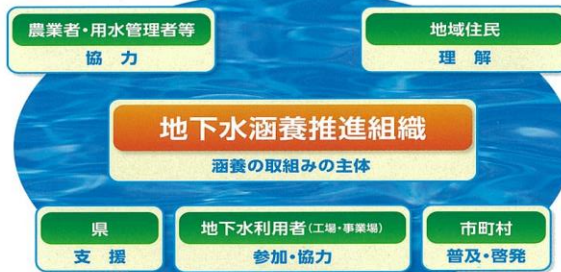 農業者・用水管理者等
協力
地域住民
理解
地下水涵養推進組織
涵養の取組みの主体
県
支援
地下水利用者(工場・事業場)
参加・協力
市町村
普及・啓発